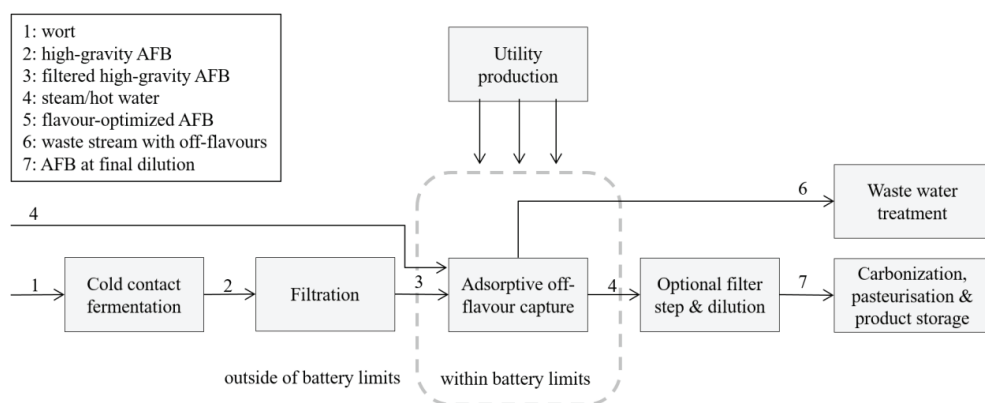 1: wort
2: high-gravity AFB
3: filtered high-gravity AFB
4: steam/hot water
5: flavour-optimized AFB
6: waste stream with off-flavours
7: AFB at final dilution
Utility
production
6
Waste water
treatment
4
1
Cold contact
fermentation
2
Filtration
3
Adsorptive off-
flavour capture
4
Optional filter
step & dilution
7
Carbonization,
pasteurisation &
product storage
outside of battery limits
within battery limits